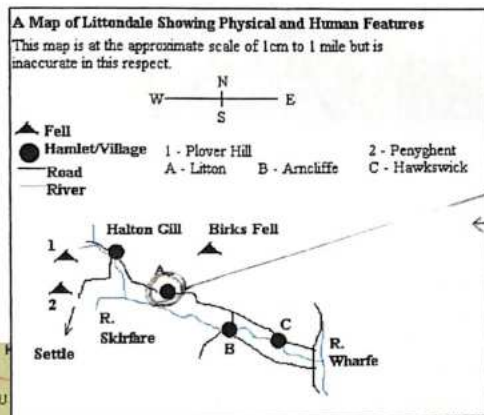 A Map of Littondale Showing Physical and Human Features
This map is at the approximate scale of 1cm to 1 mile but is
inaccurate in this respect.
N
W E
S
Fell
Hamlet/Village 1 - Plover Hill 2 - Penyghent
Road A - Litton B - Arncliffe C - Hawkswick
River
Halton Gill Birks Fell
1
A
2
R.
Skirfare
Settle
B
C
R.
Wharfe
U